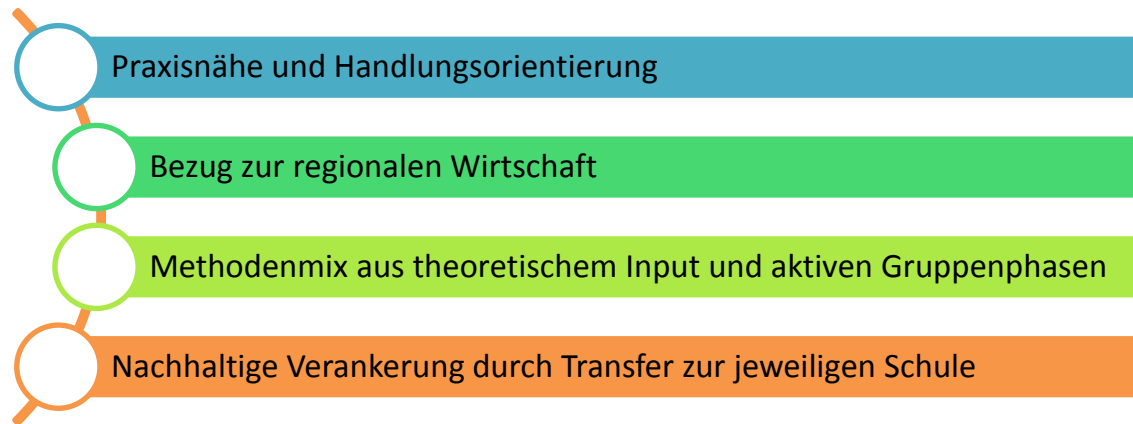 Praxisnähe und Handlungsorientierung
Bezug zur regionalen Wirtschaft
Methodenmix aus theoretischem Input und aktiven Gruppenphasen
Nachhaltige Verankerung durch Transfer zur jeweiligen Schule